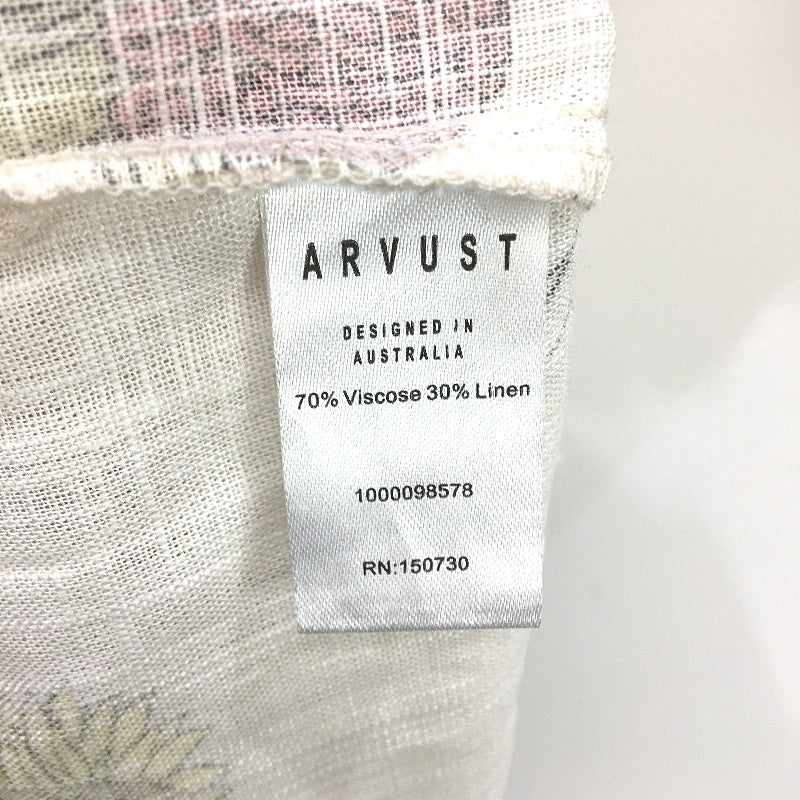 ARVUST
DESIGNED IN
AUSTRALIA
70% Viscose 30% Linen
1000098578
RN:150730